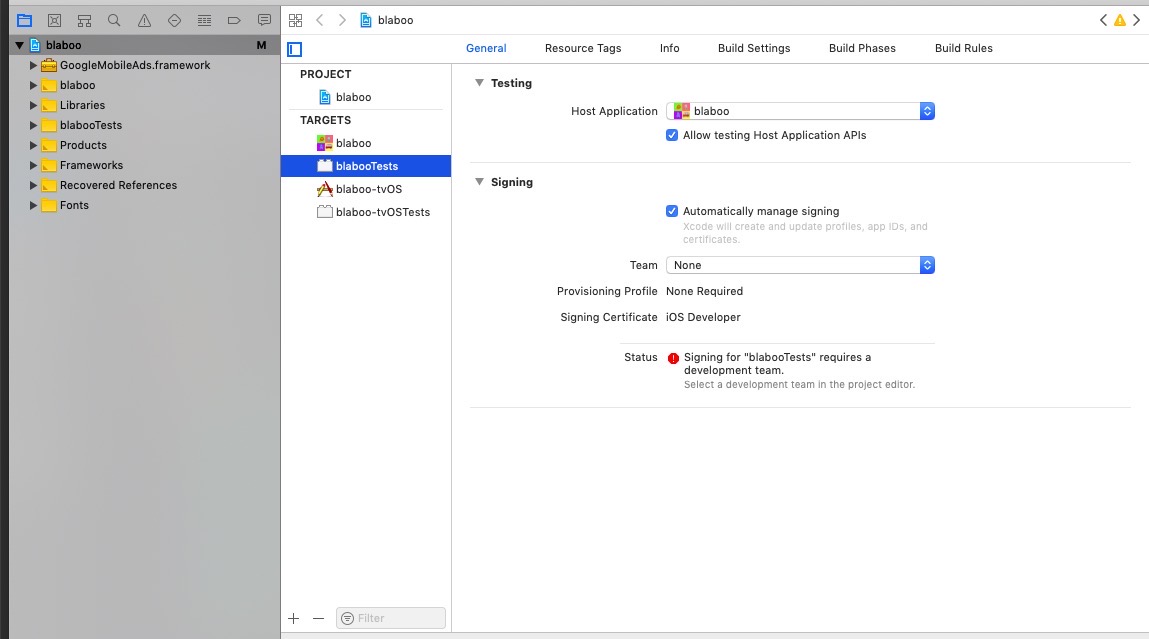 blaboo
blaboo M
GoogleMobileAds.framework
blaboo
Libraries
blabooTests
Products
Frameworks
Recovered References
Fonts
General Resource Tags Info Build Settings Build Phases Build Rules
PROJECT
blaboo
TARGETS
blaboo
blabooTests
blaboo-tvOS
blaboo-tvOSTests
Filter
Testing
Host Application blaboo
Allow testing Host Application APIs
Signing
Automatically manage signing
Xcode will create and update profiles, app IDs, and
certificates.
Team None
Provisioning Profile None Required
Signing Certificate iOS Developer
Status Signing for "blabooTests" requires a
development team.
Select a development team in the project editor.